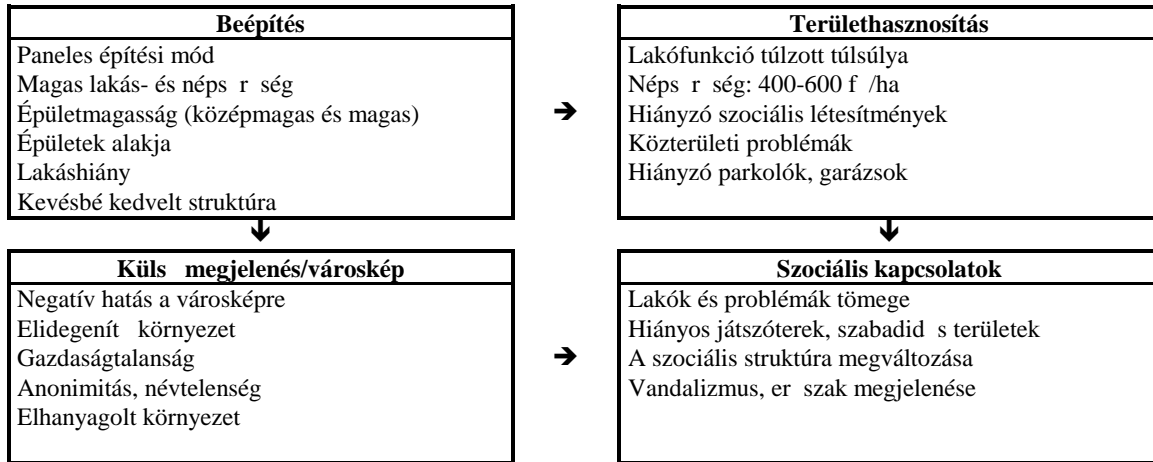 Beépítés
Paneles építési mód
Magas lakás- és néps r ség
Épületmagasság (középmagas és magas)
Épületek alakja
Lakáshiány
Kevésbé kedvelt struktúra
Területhasznosítás
Lakófunkció túlzott túlsúlya
Néps r ség: 400-600 f /ha
Hiányzó szociális létesítmények
Közterületi problémák
Hiányzó parkolók, garázsok
Küls megjelenés/városkép
Negatív hatás a városképre
Elidegenít környezet
Gazdaságtalanság
Anonimitás, névtelenség
Elhanyagolt környezet
Szociális kapcsolatok
Lakók és problémák tömege
Hiányos játszóterek, szabadid s területek
A szociális struktúra megváltozása
Vandalizmus, er szak megjelenése